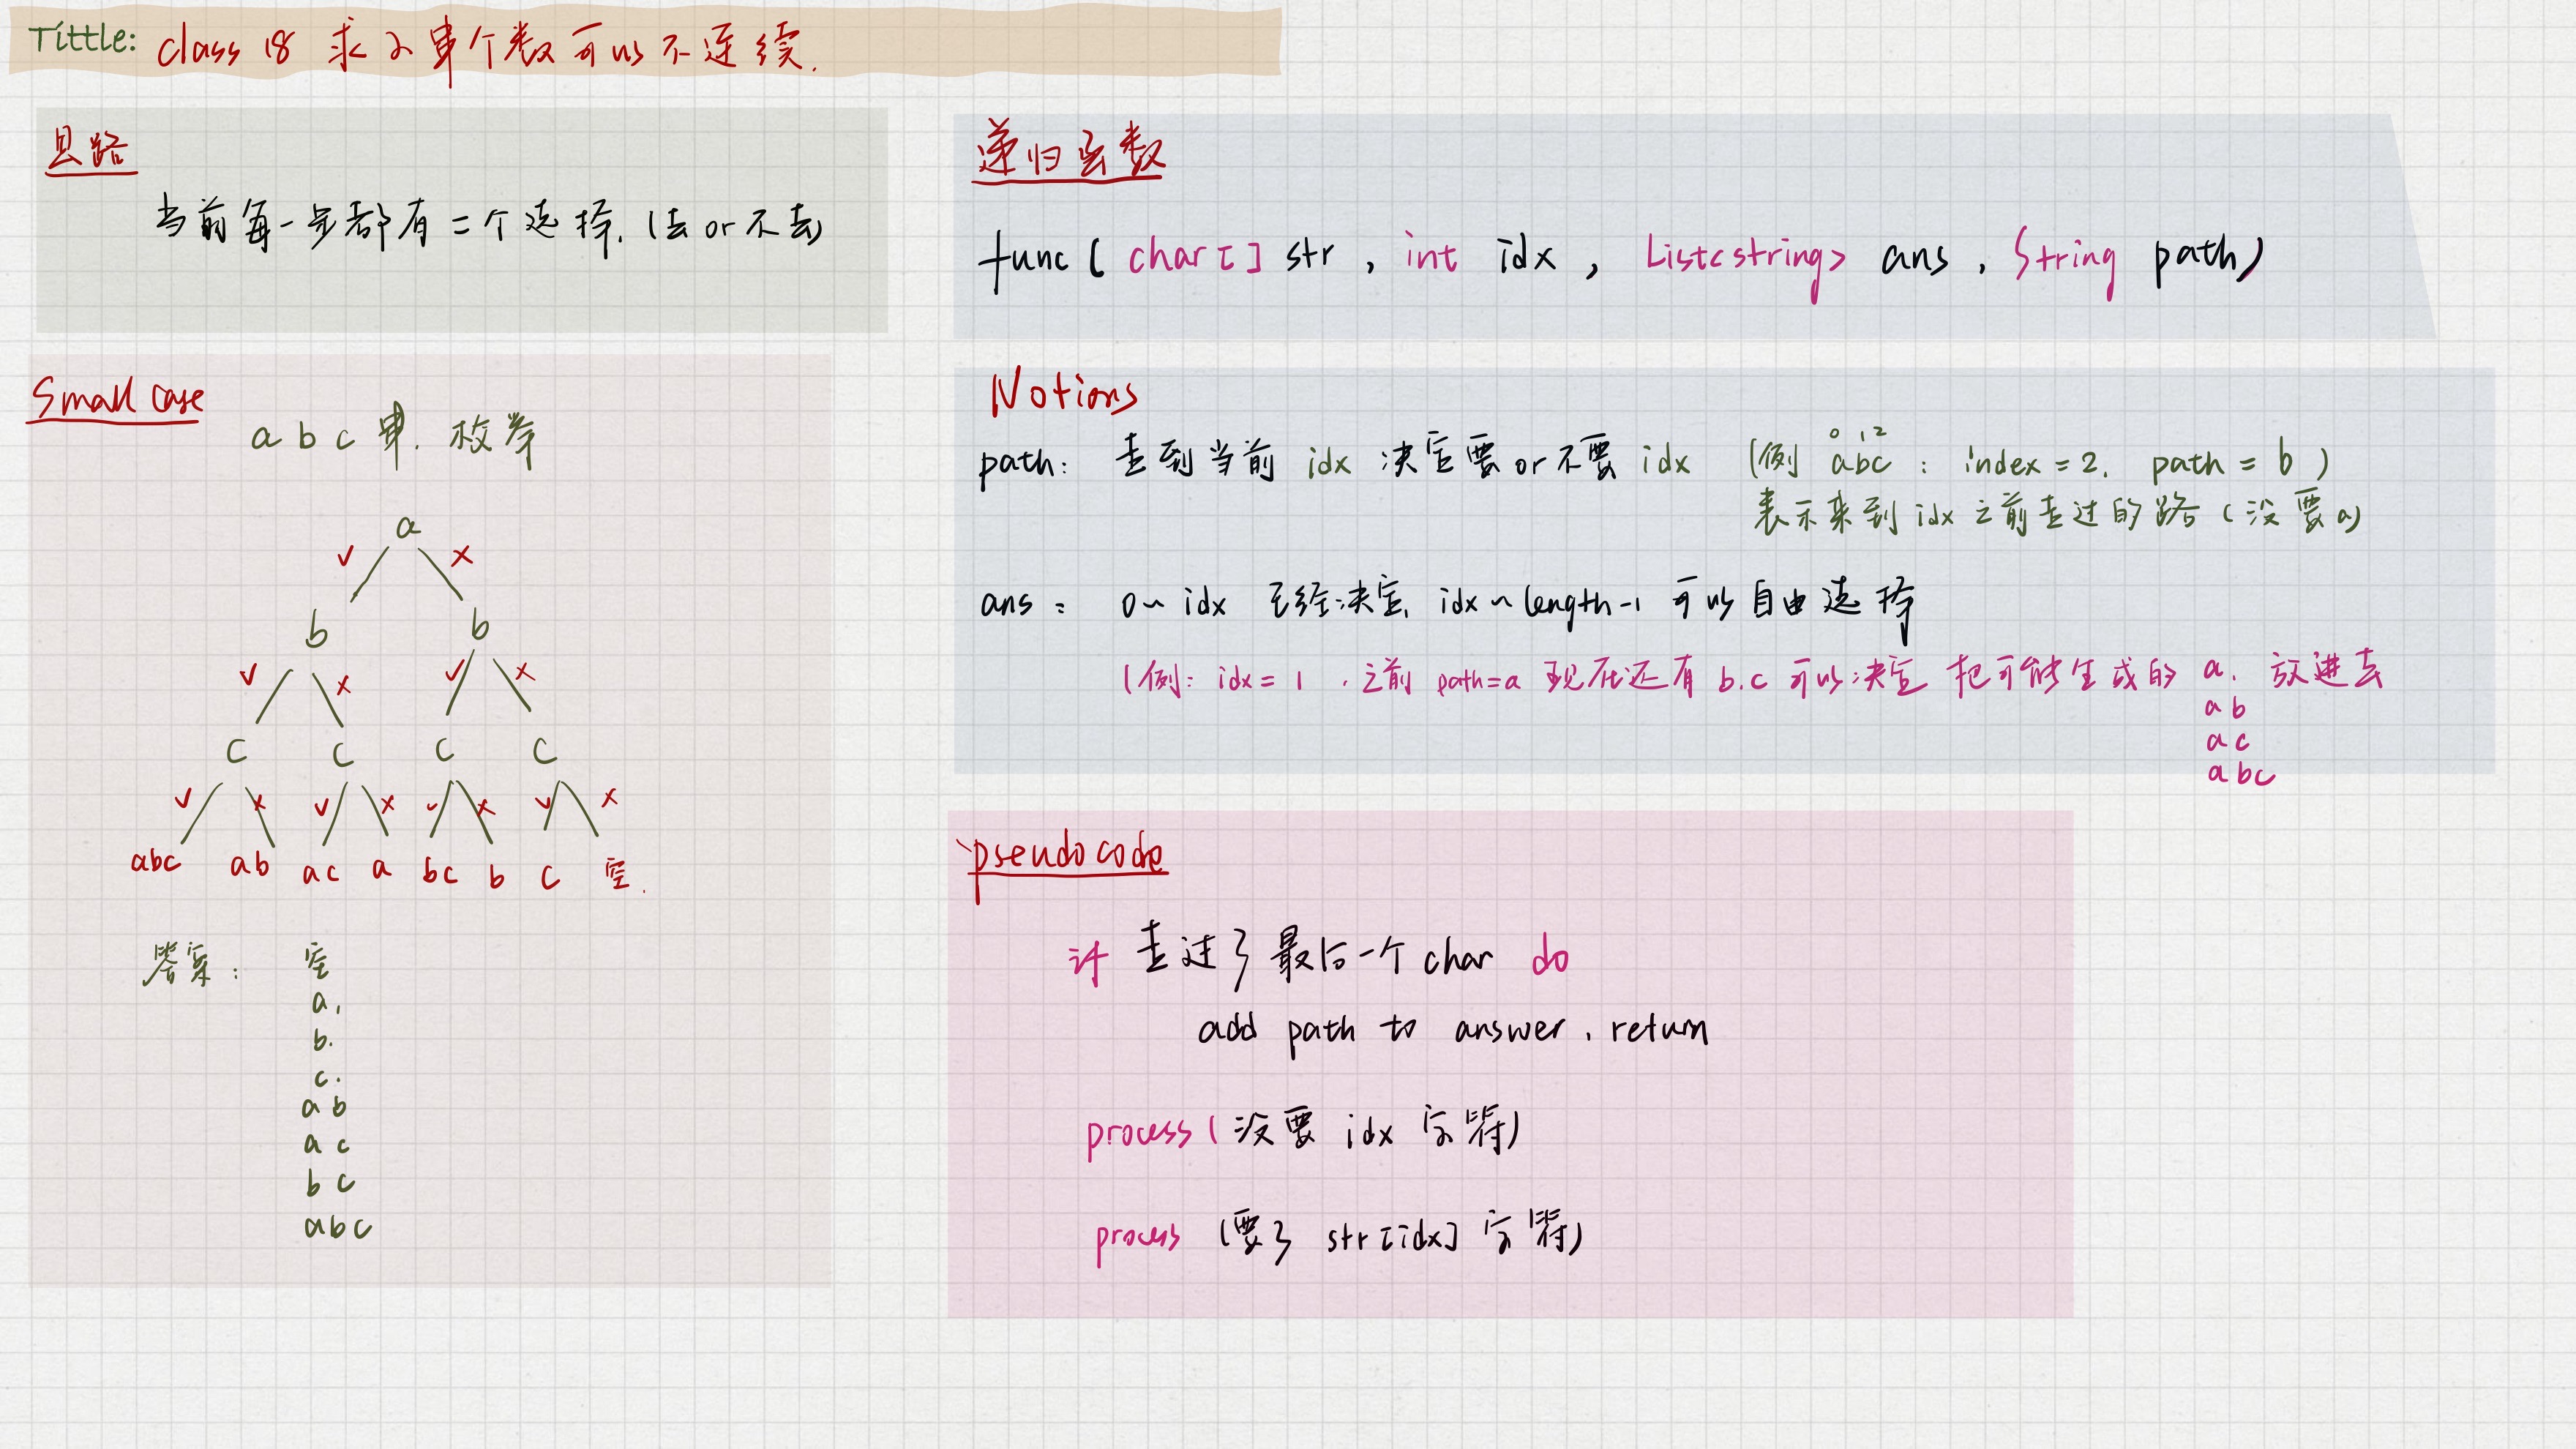 Tittle: class 18 求子串个数可以不连续.
思路
当前每一步都有二个选择.(去 or 不去)
Small Case
a b c 串. 枚举
a
✓ ×
b b
✓ × ✓ ×
C C C C
✓ × ✓ × ✓ × ✓ ×
abc ab ac a bc b c 空.
答案: 空
a.
b.
c.
ab
ac
bc
abc
递归函数
func( char[] str , int idx , List<string> ans , String path)
Notions
path: 走到当前 idx 决定要 or 不要 idx (例 abc : index = 2. path = b )
0 1 2
表示来到 idx 之前走过的路 (没要a)
ans = 0~idx 已经决定, idx ~ length-1 可以自由选择
(例: idx = 1 . 之前 path=a 现在还有 b.c 可以决定 把可能生成的 a. 放进去
ab
ac
abc
pseudo code
if 走过了最后一个 char do
add path to answer. return
process (没要 idx 字符)
process (要了 str[idx] 字符)